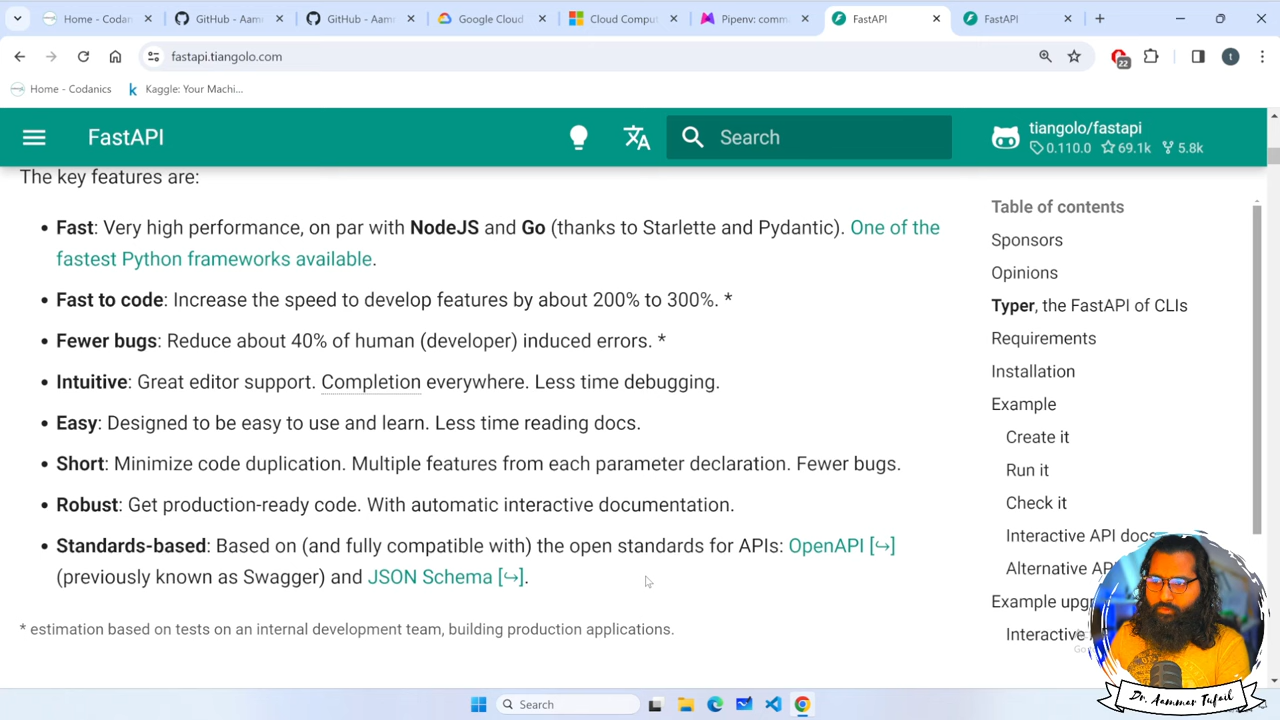 Home - Codanics
GitHub - Aam
GitHub - Aam
Google Cloud
Cloud Compu
Pipenv: comm
FastAPI
FastAPI
fastapi.tiangolo.com
22
t
Home - Codanics
Kaggle: Your Machi...
FastAPI
Search
tiangolo/fastapi
0.110.0 69.1k 5.8k
The key features are:
• Fast: Very high performance, on par with NodeJS and Go (thanks to Starlette and Pydantic). One of the
fastest Python frameworks available.
• Fast to code: Increase the speed to develop features by about 200% to 300%. *
• Fewer bugs: Reduce about 40% of human (developer) induced errors. *
• Intuitive: Great editor support. Completion everywhere. Less time debugging.
• Easy: Designed to be easy to use and learn. Less time reading docs.
• Short: Minimize code duplication. Multiple features from each parameter declaration. Fewer bugs.
• Robust: Get production-ready code. With automatic interactive documentation.
• Standards-based: Based on (and fully compatible with) the open standards for APIs: OpenAPI [↪]
(previously known as Swagger) and JSON Schema [↪].
* estimation based on tests on an internal development team, building production applications.
Table of contents
Sponsors
Opinions
Typer, the FastAPI of CLIs
Requirements
Installation
Example
Create it
Run it
Check it
Interactive API docs
Alternative AP
Example upg
Interactive
Search
Dr. Aammar Tufail